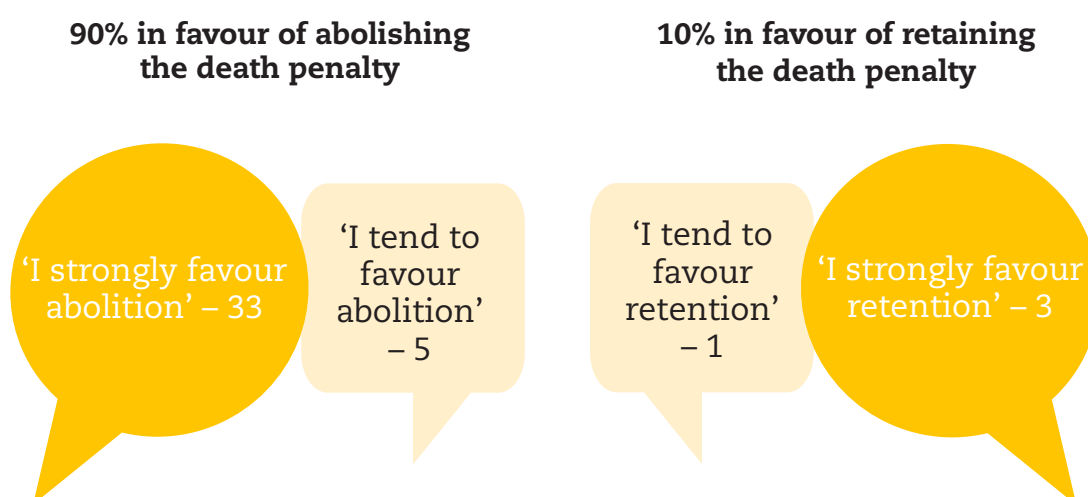 90% in favour of abolishing
the death penalty
10% in favour of retaining
the death penalty
‘I strongly favour
abolition’ – 33
‘I tend to
favour
abolition’
– 5
‘I tend to
favour
retention’
– 1
‘I strongly favour
retention’ – 3